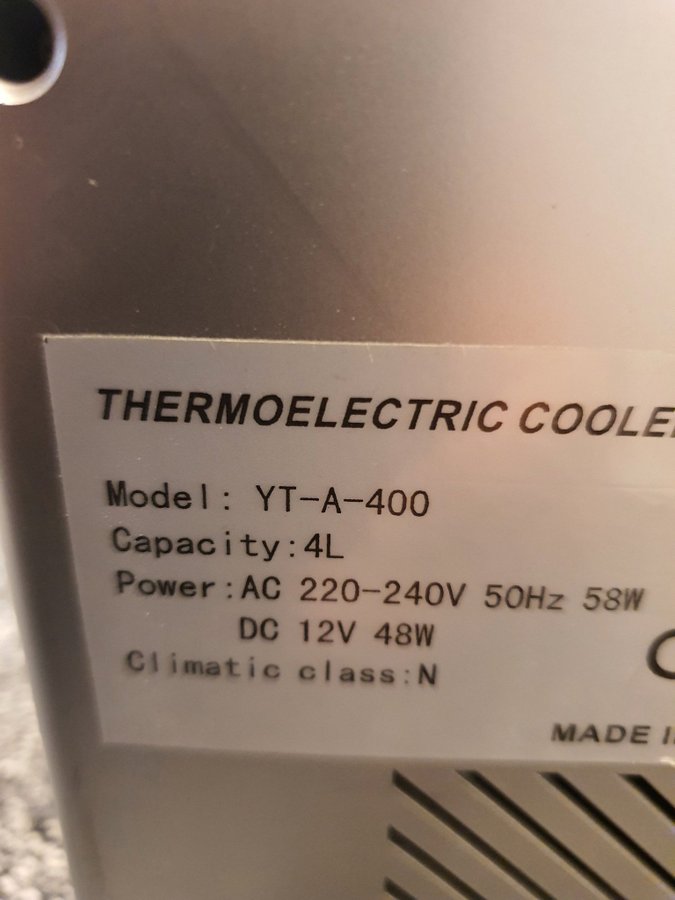 THERMOELECTRIC COOLE
Model: YT-A-400
Capacity:4L
Power:AC 220-240V 50Hz 58W
DC 12V 48W
Climatic class:N
MADE